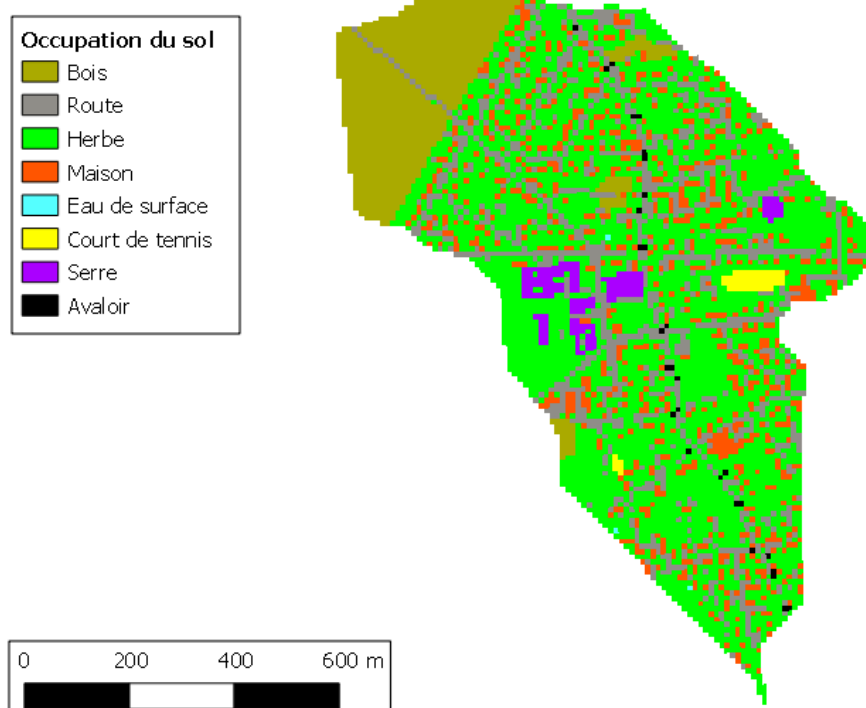 Occupation du sol
Bois
Route
Herbe
Maison
Eau de surface
Court de tennis
Serre
Avaloir
0 200 400 600 m